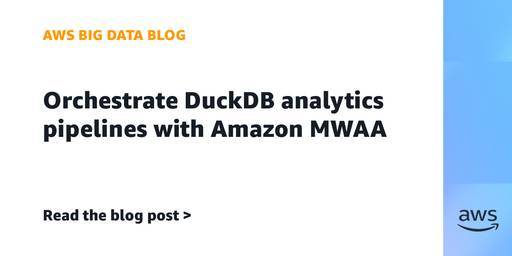 AWS BIG DATA BLOG
Orchestrate DuckDB analytics
pipelines with Amazon MWAA
Read the blog post >
aws